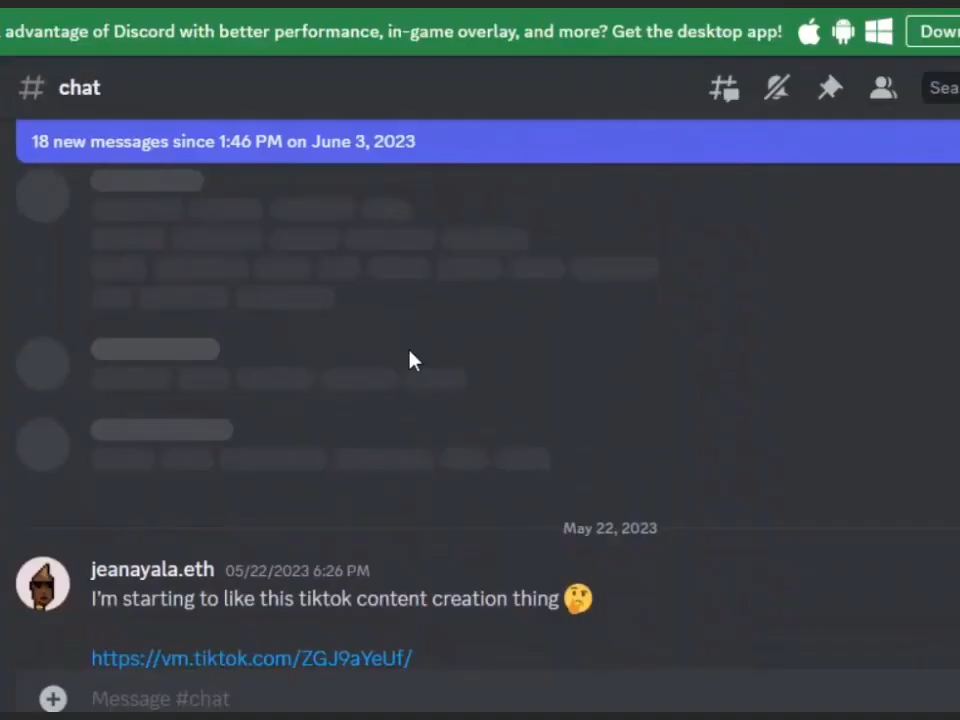 advantage of Discord with better performance, in-game overlay, and more? Get the desktop app!
Down
chat
Sea
18 new messages since 1:46 PM on June 3, 2023
May 22, 2023
jeanayala.eth 05/22/2023 6:26 PM
I'm starting to like this tiktok content creation thing 🤔
https://vm.tiktok.com/ZGJ9aYeUf/
Message #chat